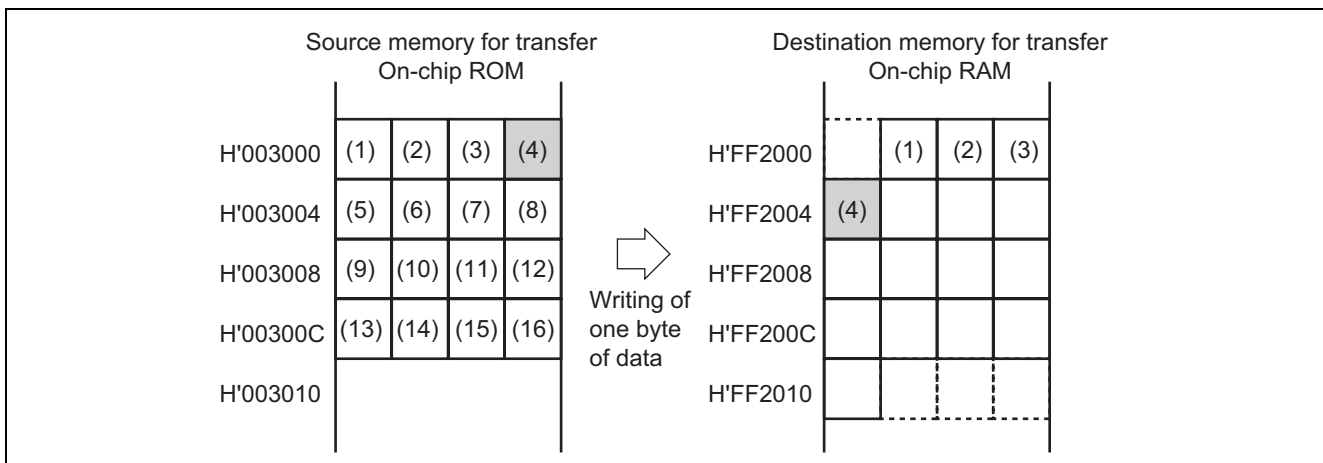 Source memory for transfer
On-chip ROM
H'003000 (1) (2) (3) (4)
H'003004 (5) (6) (7) (8)
H'003008 (9) (10) (11) (12)
H'00300C (13) (14) (15) (16)
H'003010
Writing of
one byte
of data
Destination memory for transfer
On-chip RAM
H'FF2000 (1) (2) (3)
H'FF2004 (4)
H'FF2008
H'FF200C
H'FF2010